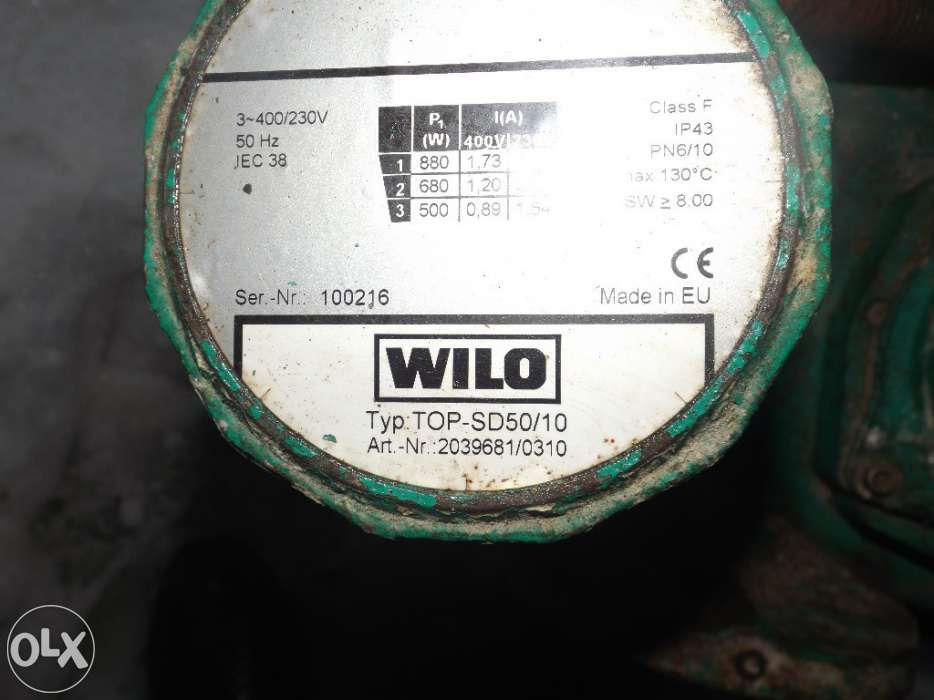 3~400/230V
50 Hz
IEC 38
P1 I(A)
(W) 400V
1 880 1,73
2 680 1,20
3 500 0,89 1,54
Class F
IP43
PN6/10
130°C
SW ≥ 8.00
CE
Ser.-Nr.: 100216
Made in EU
WILO
Typ:TOP-SD50/10
Art.-Nr.:2039681/0310
OLX